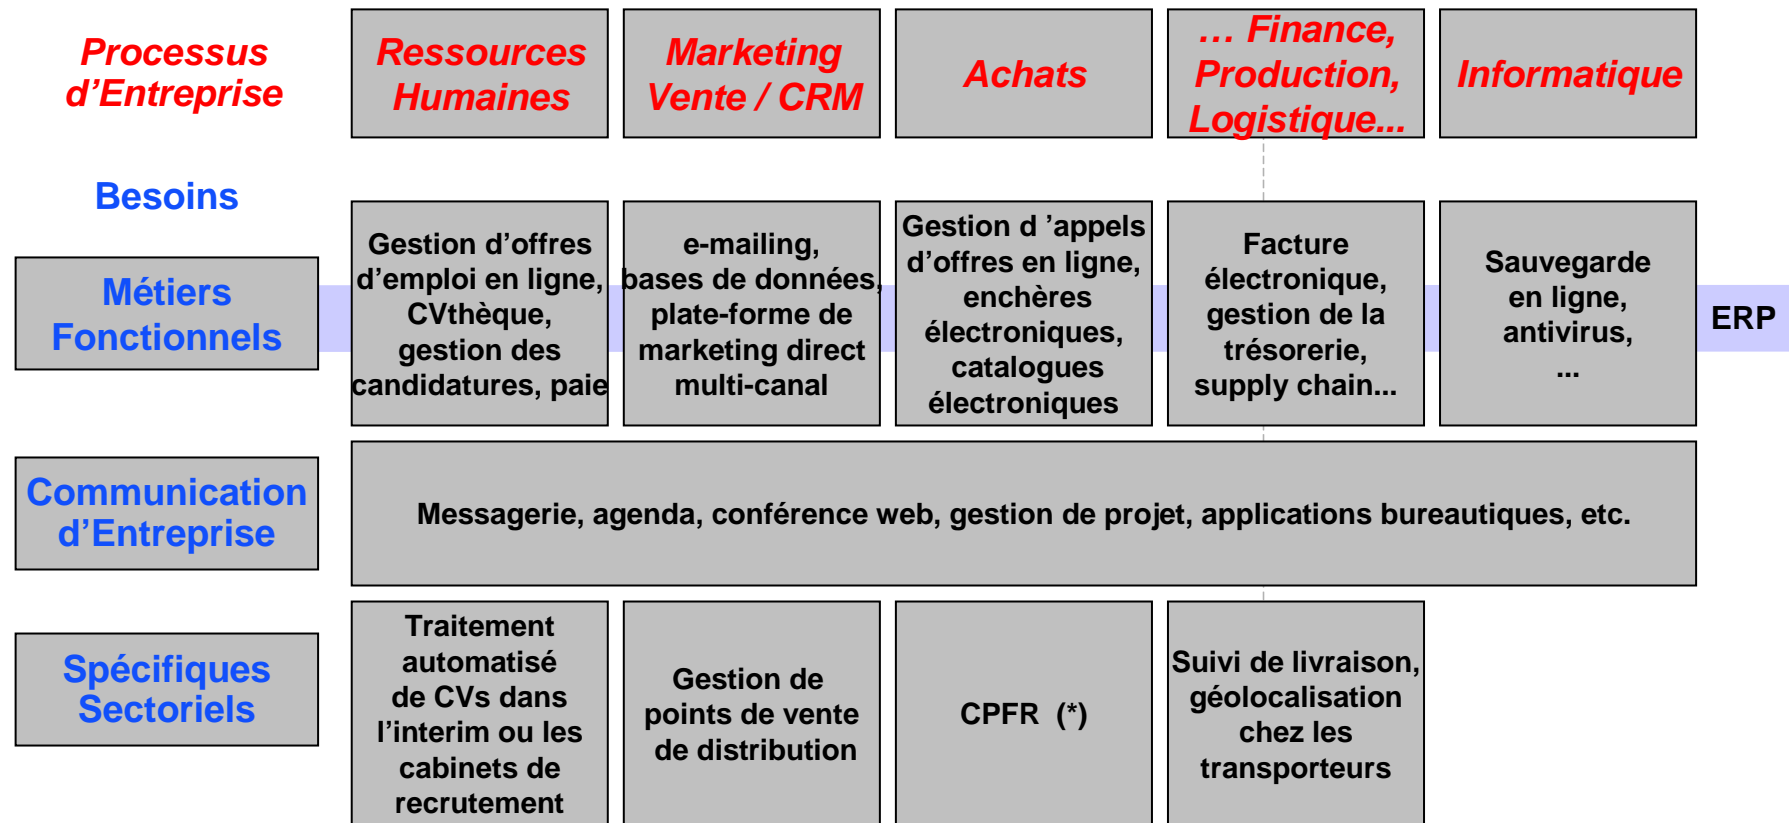 Processus
d’Entreprise
Ressources
Humaines
Marketing
Vente / CRM
Achats
... Finance,
Production,
Logistique...
Informatique
Besoins
Métiers
Fonctionnels
Gestion d’offres
d’emploi en ligne,
CVthèque,
gestion des
candidatures, paie
e-mailing,
bases de données,
plate-forme de
marketing direct
multi-canal
Gestion d ’appels
d’offres en ligne,
enchères
électroniques,
catalogues
électroniques
Facture
électronique,
gestion de la
trésorerie,
supply chain...
Sauvegarde
en ligne,
antivirus,
...
ERP
Communication
d’Entreprise
Messagerie, agenda, conférence web, gestion de projet, applications bureautiques, etc.
Spécifiques
Sectoriels
Traitement
automatisé
de CVs dans
l’interim ou les
cabinets de
recrutement
Gestion de
points de vente
de distribution
CPFR (*)
Suivi de livraison,
géolocalisation
chez les
transporteurs